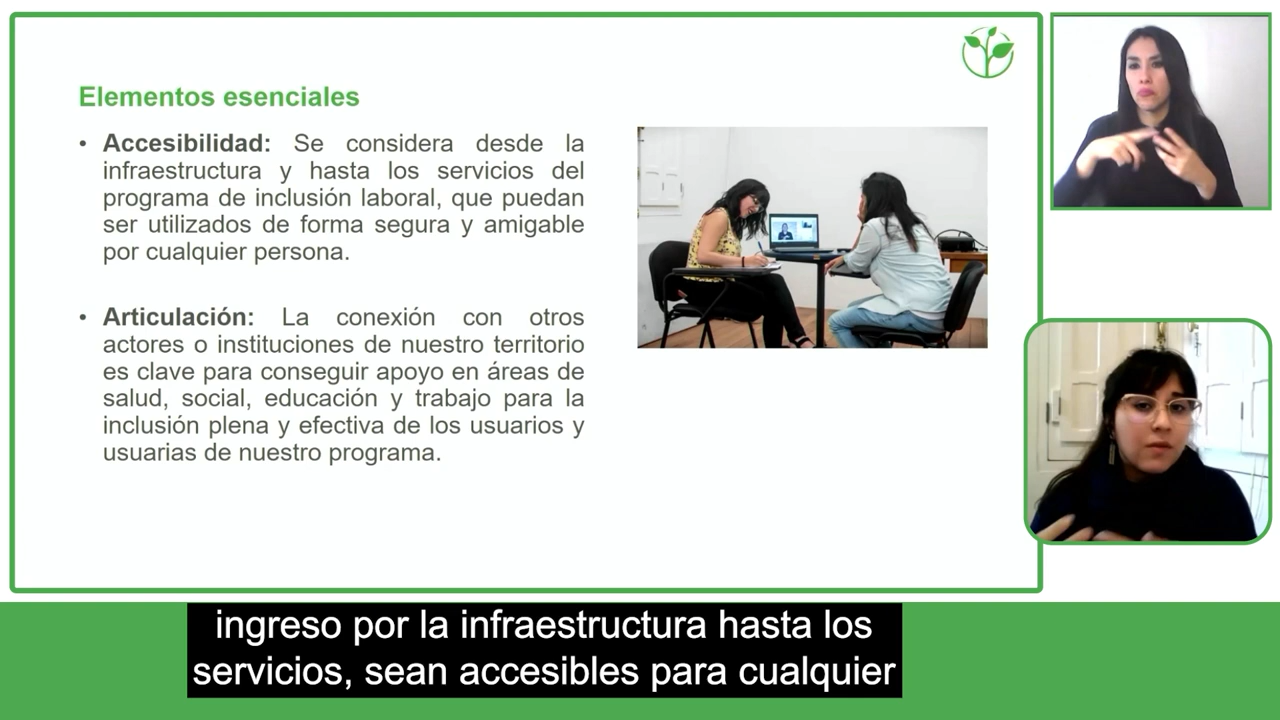 Elementos esenciales
• Accesibilidad: Se considera desde la
infraestructura y hasta los servicios del
programa de inclusión laboral, que puedan
ser utilizados de forma segura y amigable
por cualquier persona.
• Articulación: La conexión con otros
actores o instituciones de nuestro territorio
es clave para conseguir apoyo en áreas de
salud, social, educación y trabajo para la
inclusión plena y efectiva de los usuarios y
usuarias de nuestro programa.
ingreso por la infraestructura hasta los
servicios, sean accesibles para cualquier